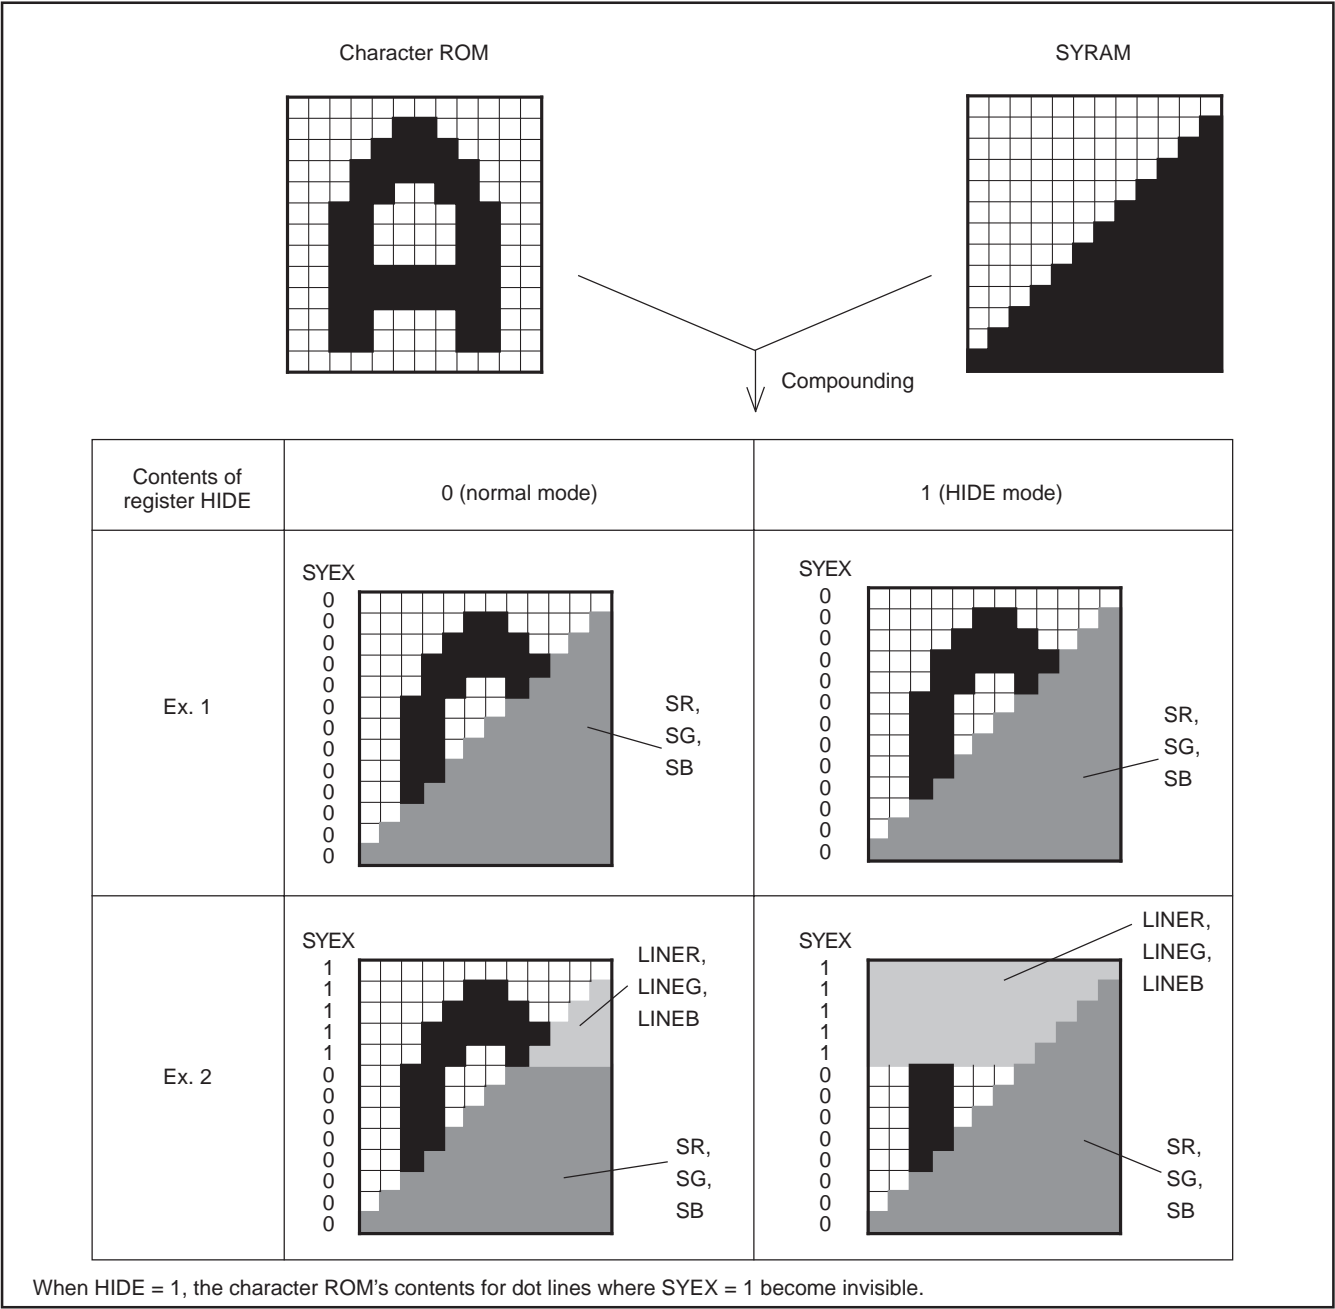 Character ROM
SYRAM
Compounding
Contents of
register HIDE
0 (normal mode)
1 (HIDE mode)
Ex. 1
SYEX
0
0
0
0
0
0
0
0
0
0
0
0
0
SR,
SG,
SB
SYEX
0
0
0
0
0
0
0
0
0
0
0
0
0
SR,
SG,
SB
Ex. 2
SYEX
1
1
1
1
1
0
0
0
0
0
0
0
0
LINER,
LINEG,
LINEB
SR,
SG,
SB
SYEX
1
1
1
1
1
0
0
0
0
0
0
0
0
LINER,
LINEG,
LINEB
SR,
SG,
SB
When HIDE = 1, the character ROM's contents for dot lines where SYEX = 1 become invisible.